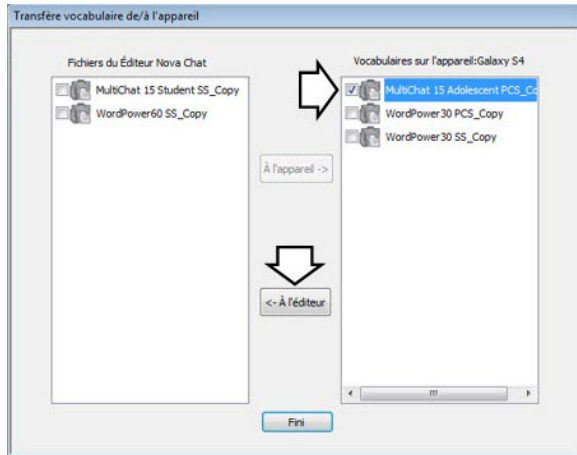 Transfère vocabulaire de/à l'appareil
Fichiers du Éditeur Nova Chat
MultiChat 15 Student SS_Copy
WordPower60 SS_Copy
À l'appareil ->
<- À l'éditeur
Vocabulaires sur l'appareil:Galaxy S4
MultiChat 15 Adolescent PCS_Co
WordPower30 PCS_Copy
WordPower30 SS_Copy
Fini